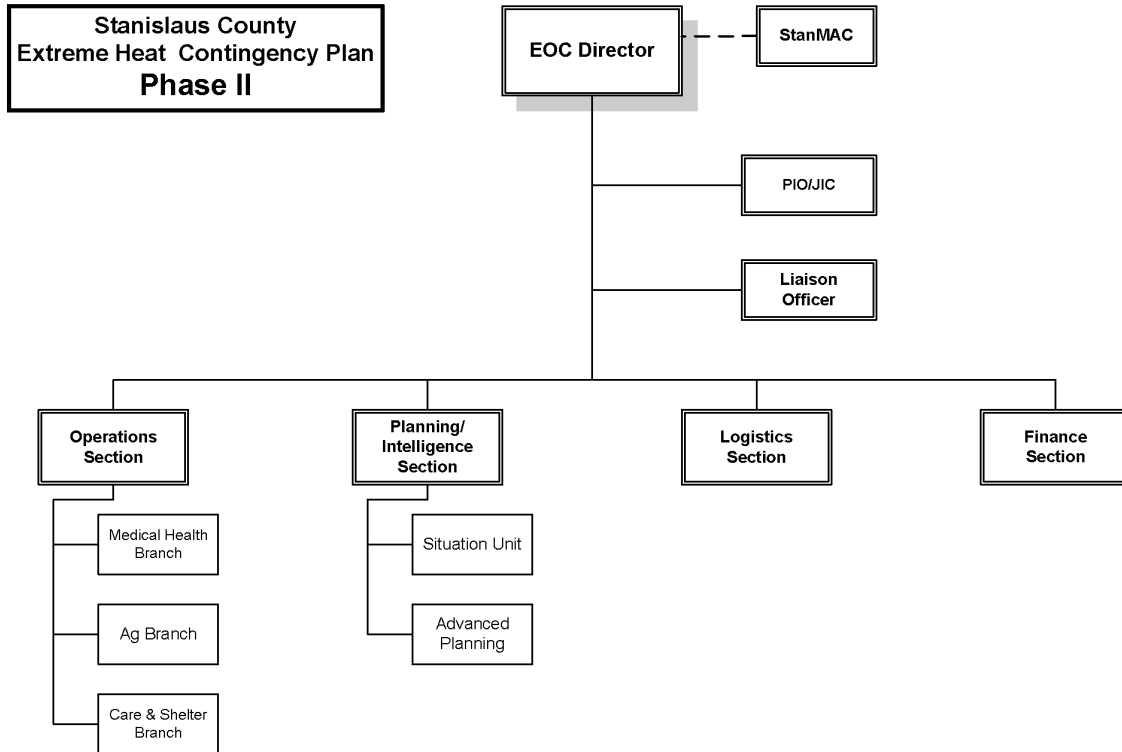 Stanislaus County
Extreme Heat Contingency Plan
Phase II
EOC Director
StanMAC
PIO/JIC
Liaison
Officer
Operations
Section
Planning/
Intelligence
Section
Logistics
Section
Finance
Section
Medical Health
Branch
Situation Unit
Ag Branch
Advanced
Planning
Care & Shelter
Branch